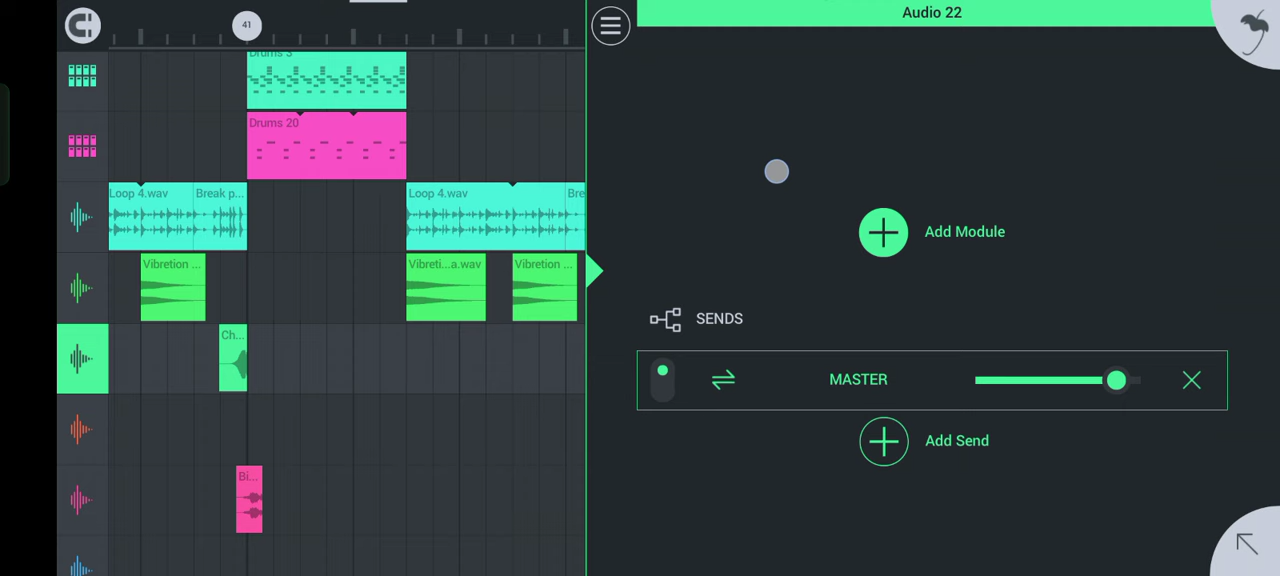 Audio 22
41
Drums 3
Drums 20
Loop 4.wav
Break p...
Loop 4.wav
Bre
Vibretion ...
Vibreti...a.wav
Vibretion ...
Ch...
Bi...
Add Module
SENDS
MASTER
Add Send